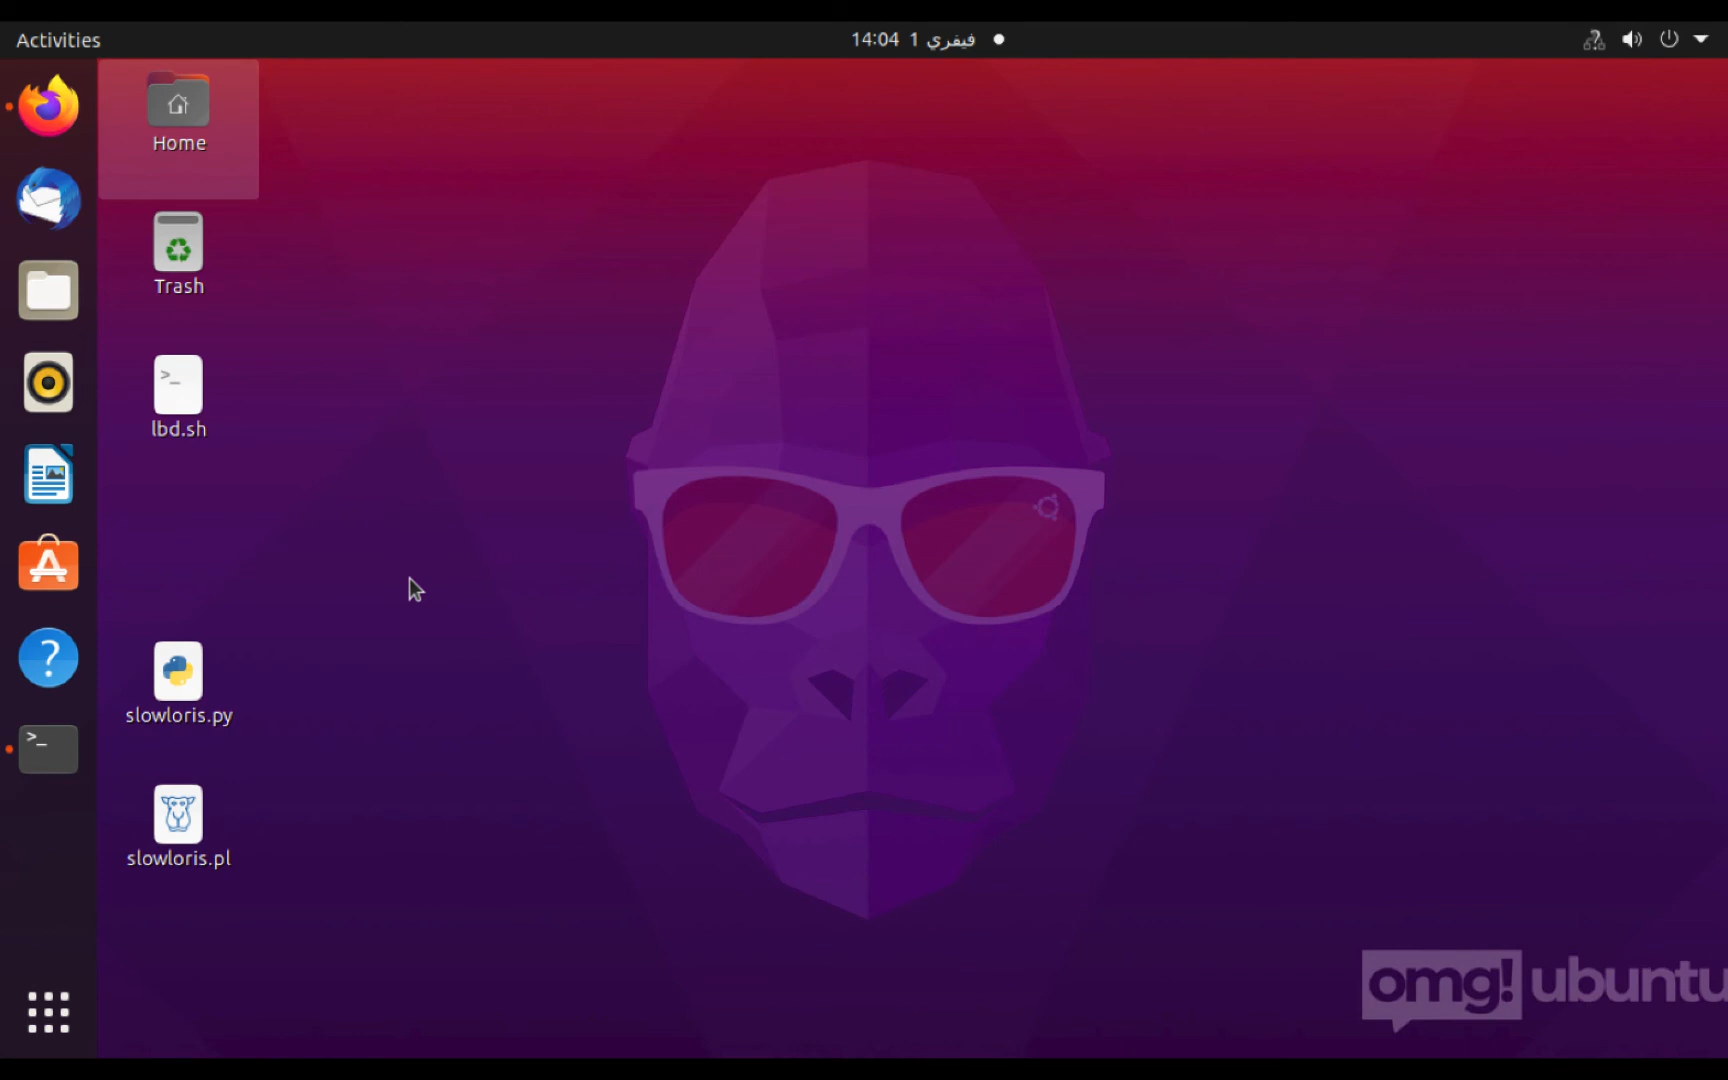 Activities
14:04 1 فيفري
Home
Trash
>_
lbd.sh
slowloris.py
>_
slowloris.pl
omg! ubuntu